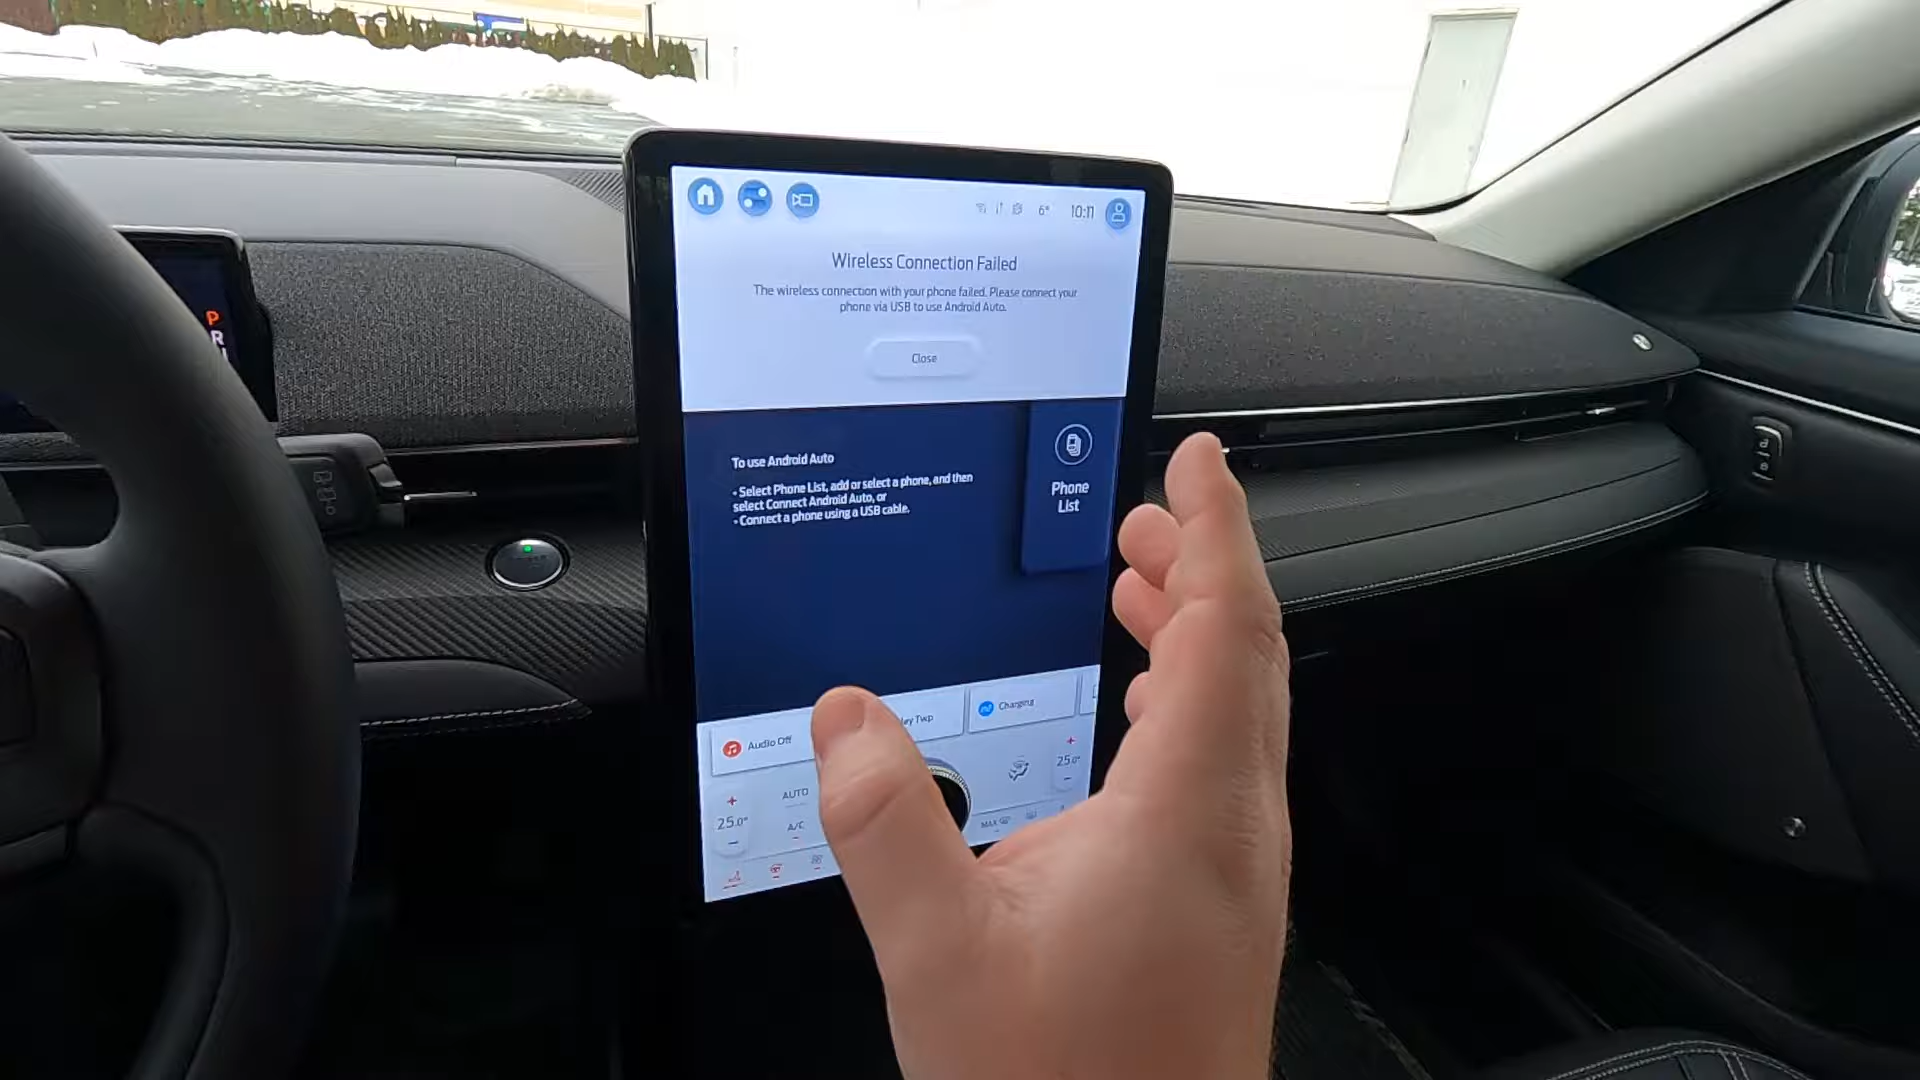 P
R
6°
10:11
Wireless Connection Failed
The wireless connection with your phone failed. Please connect your
phone via USB to use Android Auto.
Close
To use Android Auto
• Select Phone List, add or select a phone, and then
select Connect Android Auto, or
• Connect a phone using a USB cable.
Phone
List
Audio Off
Twp
Charging
+
25.0°
−
AUTO
A/C
+
25.0°
−
MAX